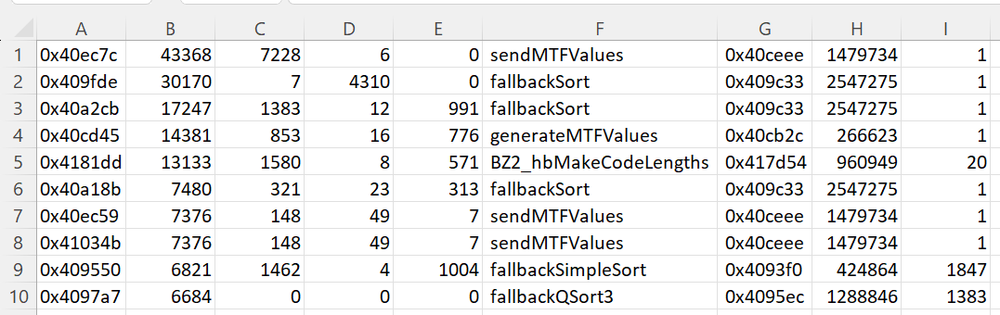 A B C D E F G H I
1 0x40ec7c 43368 7228 6 0 sendMTFValues 0x40ceee 1479734 1
2 0x409fde 30170 7 4310 0 fallbackSort 0x409c33 2547275 1
3 0x40a2cb 17247 1383 12 991 fallbackSort 0x409c33 2547275 1
4 0x40cd45 14381 853 16 776 generateMTFValues 0x40cb2c 266623 1
5 0x4181dd 13133 1580 8 571 BZ2_hbMakeCodeLengths 0x417d54 960949 20
6 0x40a18b 7480 321 23 313 fallbackSort 0x409c33 2547275 1
7 0x40ec59 7376 148 49 7 sendMTFValues 0x40ceee 1479734 1
8 0x41034b 7376 148 49 7 sendMTFValues 0x40ceee 1479734 1
9 0x409550 6821 1462 4 1004 fallbackSimpleSort 0x4093f0 424864 1847
10 0x4097a7 6684 0 0 0 fallbackQSort3 0x4095ec 1288846 1383